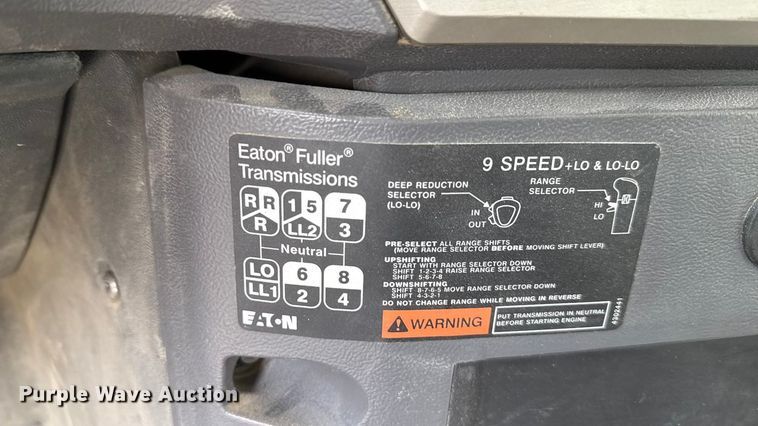 Eaton® Fuller®
Transmissions
9 SPEED +LO & LO-LO
R R 1 5 7
R LL2 3
Neutral
LO 6 8
LL1 2 4
EATON
DEEP REDUCTION
SELECTOR
(LO-LO)
IN
OUT
RANGE
SELECTOR
HI
LO
PRE-SELECT ALL RANGE SHIFTS
(MOVE RANGE SELECTOR BEFORE MOVING SHIFT LEVER)
UPSHIFTING
START WITH RANGE SELECTOR DOWN
SHIFT 1-2-3-4 RAISE RANGE SELECTOR
SHIFT 5-6-7-8
DOWNSHIFTING
SHIFT 8-7-6-5 MOVE RANGE SELECTOR DOWN
SHIFT 4-3-2-1
DO NOT CHANGE RANGE WHILE MOVING IN REVERSE
WARNING
PUT TRANSMISSION IN NEUTRAL
BEFORE STARTING ENGINE
4302441
Purple Wave Auction